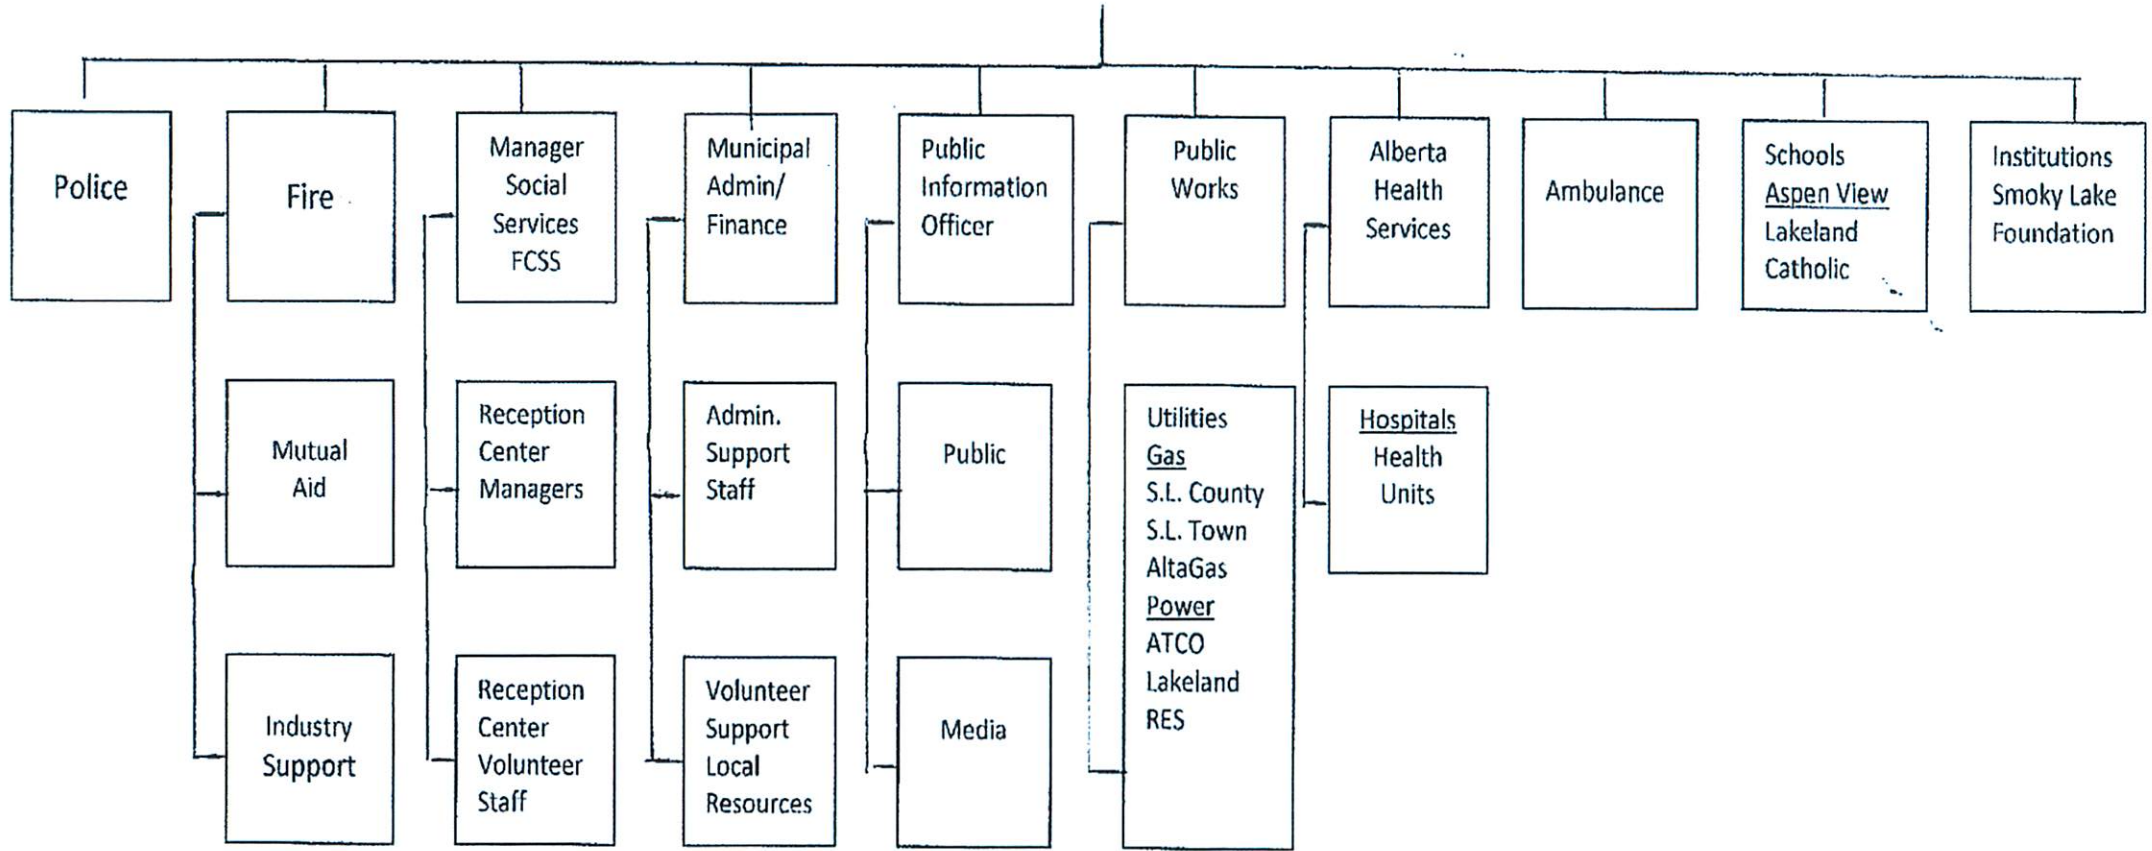 Police
Fire
Manager
Social
Services
FCSS
Municipal
Admin/
Finance
Public
Information
Officer
Public
Works
Alberta
Health
Services
Ambulance
Schools
Aspen View
Lakeland
Catholic
Institutions
Smoky Lake
Foundation
Mutual
Aid
Reception
Center
Managers
Admin.
Support
Staff
Public
Utilities
Gas
S.L. County
S.L. Town
AltaGas
Power
ATCO
Lakeland
RES
Hospitals
Health
Units
Industry
Support
Reception
Center
Volunteer
Staff
Volunteer
Support
Local
Resources
Media